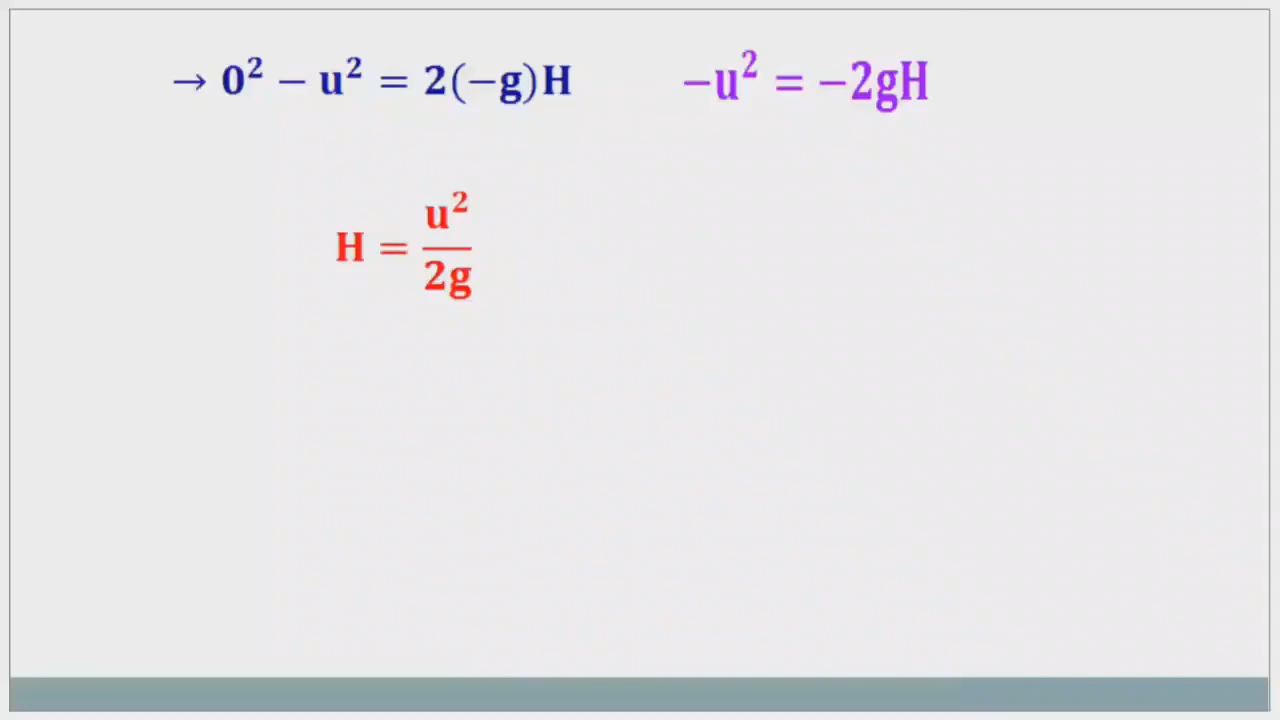 → 0² − u² = 2(−g)H −u² = −2gH
H = u²/2g